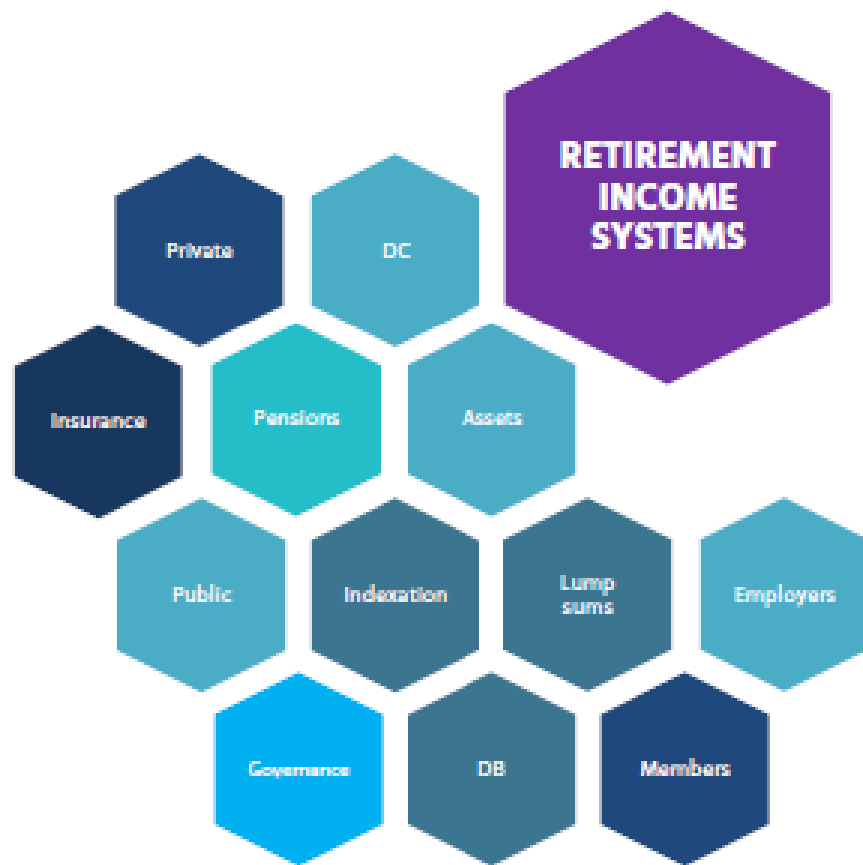 RETIREMENT
INCOME
SYSTEMS
Private
DC
Insurance
Pensions
Assets
Public
Indexation
Lump
sums
Employers
Governance
DB
Members